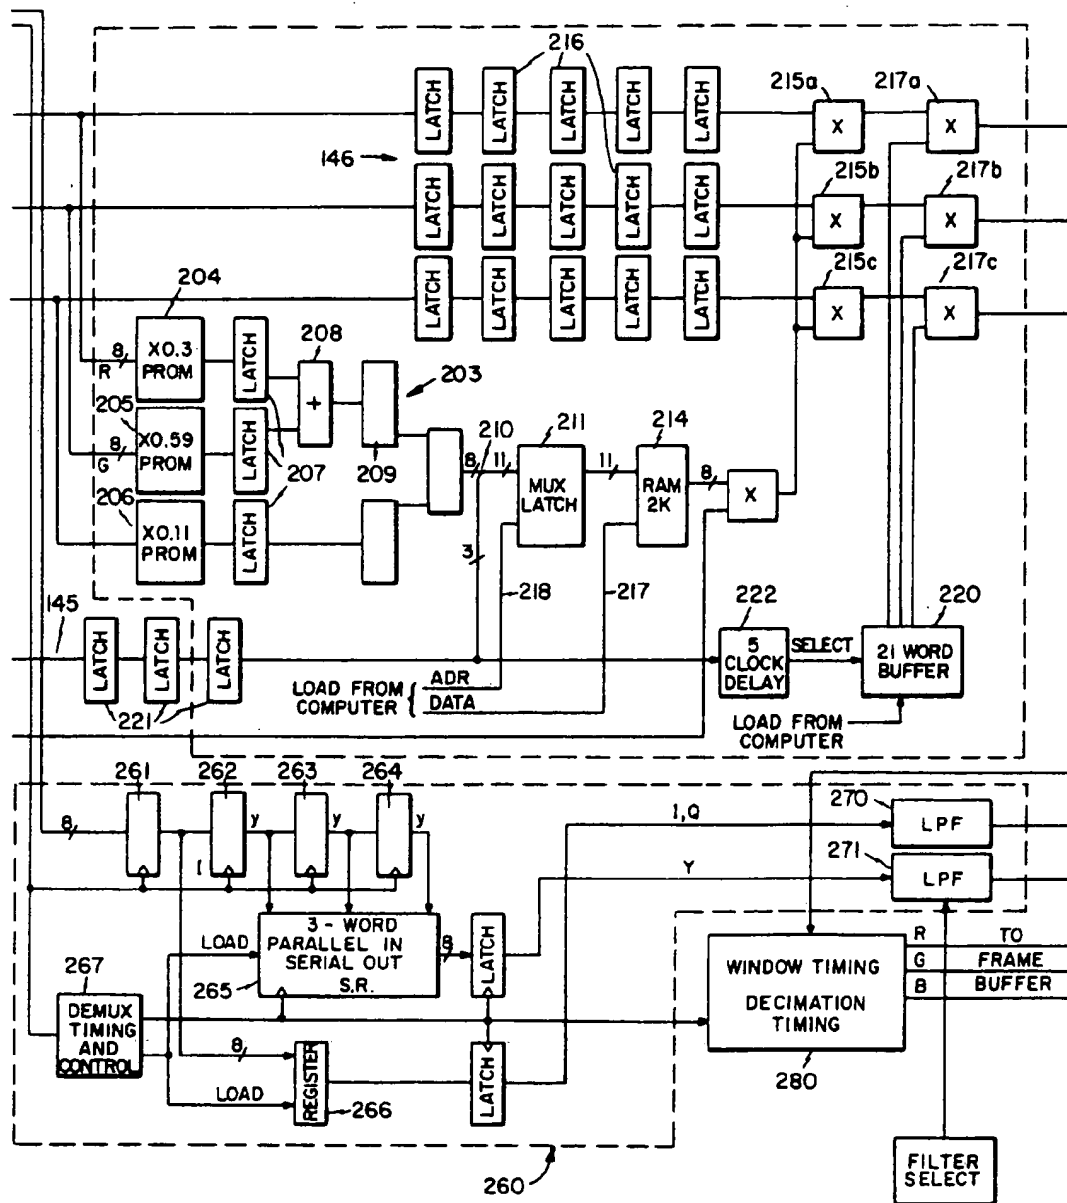 216
215a
217a
LATCH LATCH LATCH LATCH LATCH
X X
146
215b
217b
LATCH LATCH LATCH LATCH LATCH
X X
215c
217c
204
LATCH LATCH LATCH LATCH LATCH
X X
208
8
R
X0.3
PROM
LATCH
+
203
205
8
G
X0.59
PROM
LATCH
207
209
210
211
214
8
11
MUX
LATCH
11
RAM
2K
8
X
206
X0.11
PROM
LATCH
3
218
217
222
220
145
LATCH LATCH LATCH
5
CLOCK
DELAY
SELECT
21 WORD
BUFFER
221
LOAD FROM
COMPUTER
{
ADR
DATA
LOAD FROM
COMPUTER
261
262
263
264
270
8
y
y
y
I,Q
LPF
I
271
Y
LPF
3 - WORD
PARALLEL IN
SERIAL OUT
S.R.
LOAD
8
LATCH
265
267
DEMUX
TIMING
AND
CONTROL
WINDOW TIMING
DECIMATION
TIMING
R TO
G FRAME
B BUFFER
8
LOAD
REGISTER
266
LATCH
280
260
FILTER
SELECT